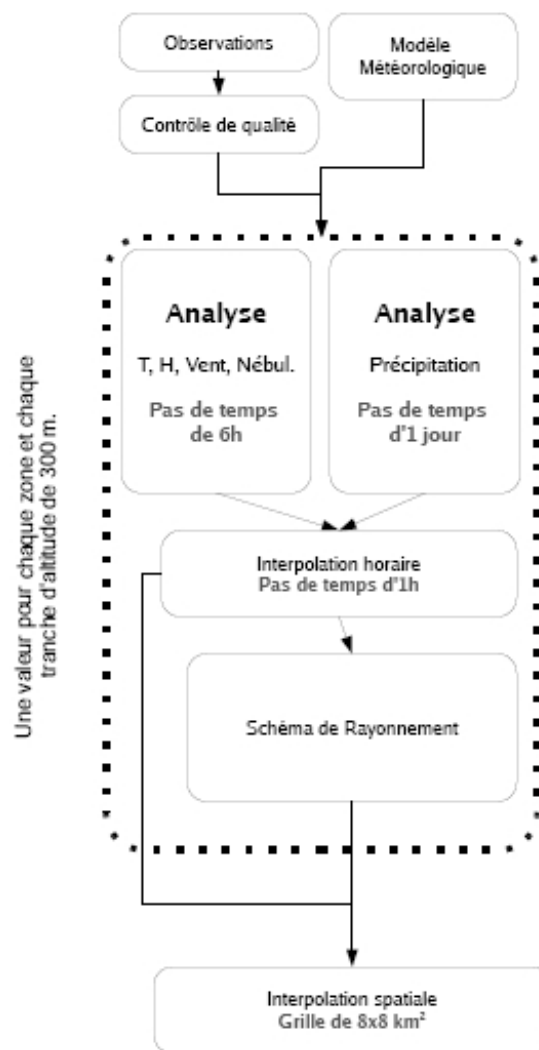 Observations
Modèle
Météorologique
Contrôle de qualité
Une valeur pour chaque zone et chaque
tranche d'altitude de 300 m.
Analyse
T, H, Vent, Nébul.
Pas de temps
de 6h
Analyse
Précipitation
Pas de temps
d'1 jour
Interpolation horaire
Pas de temps d'1h
Schéma de Rayonnement
Interpolation spatiale
Grille de 8x8 km²